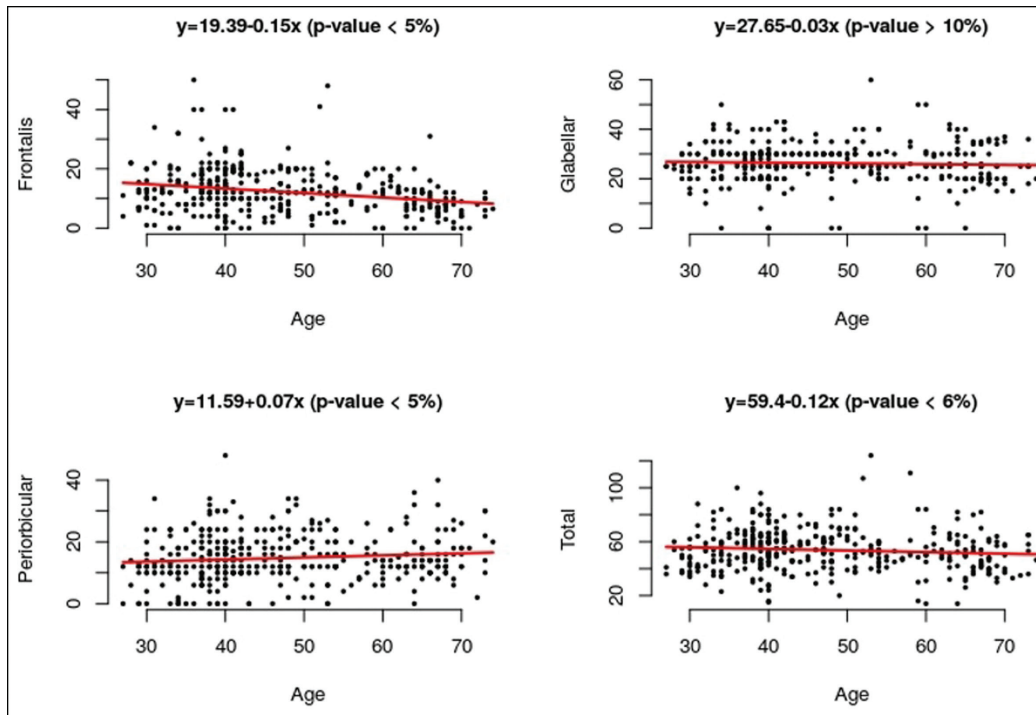 y=19.39-0.15x (p-value < 5%)
Frontalis
0 20 40
30 40 50 60 70
Age
y=27.65-0.03x (p-value > 10%)
Glabellar
0 20 40 60
30 40 50 60 70
Age
y=11.59+0.07x (p-value < 5%)
Periorbicular
0 20 40
30 40 50 60 70
Age
y=59.4-0.12x (p-value < 6%)
Total
20 60 100
30 40 50 60 70
Age